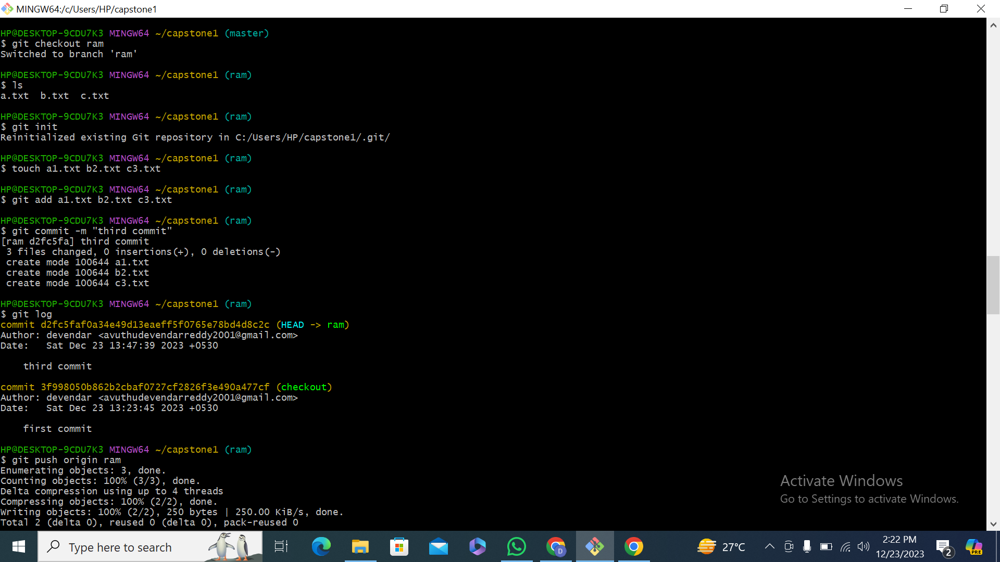 MINGW64:/c/Users/HP/capstone1
HP@DESKTOP-9CDU7K3 MINGW64 ~/capstone1 (master)
$ git checkout ram
Switched to branch 'ram'
HP@DESKTOP-9CDU7K3 MINGW64 ~/capstone1 (ram)
$ ls
a.txt  b.txt  c.txt
HP@DESKTOP-9CDU7K3 MINGW64 ~/capstone1 (ram)
$ git init
Reinitialized existing Git repository in C:/Users/HP/capstone1/.git/
HP@DESKTOP-9CDU7K3 MINGW64 ~/capstone1 (ram)
$ touch a1.txt b2.txt c3.txt
HP@DESKTOP-9CDU7K3 MINGW64 ~/capstone1 (ram)
$ git add a1.txt b2.txt c3.txt
HP@DESKTOP-9CDU7K3 MINGW64 ~/capstone1 (ram)
$ git commit -m "third commit"
[ram d2fc5fa] third commit
 3 files changed, 0 insertions(+), 0 deletions(-)
 create mode 100644 a1.txt
 create mode 100644 b2.txt
 create mode 100644 c3.txt
HP@DESKTOP-9CDU7K3 MINGW64 ~/capstone1 (ram)
$ git log
commit d2fc5faf0a34e49d13eaeff5f0765e78bd4d8c2c (HEAD -> ram)
Author: devendar <avuthudevendarreddy2001@gmail.com>
Date:   Sat Dec 23 13:47:39 2023 +0530
    third commit
commit 3f998050b862b2cbaf0727cf2826f3e490a477cf (checkout)
Author: devendar <avuthudevendarreddy2001@gmail.com>
Date:   Sat Dec 23 13:23:45 2023 +0530
    first commit
HP@DESKTOP-9CDU7K3 MINGW64 ~/capstone1 (ram)
$ git push origin ram
Enumerating objects: 3, done.
Counting objects: 100% (3/3), done.
Delta compression using up to 4 threads
Compressing objects: 100% (2/2), done.
Writing objects: 100% (2/2), 250 bytes | 250.00 KiB/s, done.
Total 2 (delta 0), reused 0 (delta 0), pack-reused 0
Activate Windows
Go to Settings to activate Windows.
Type here to search
D
27°C
2:22 PM
12/23/2023
2
PRE